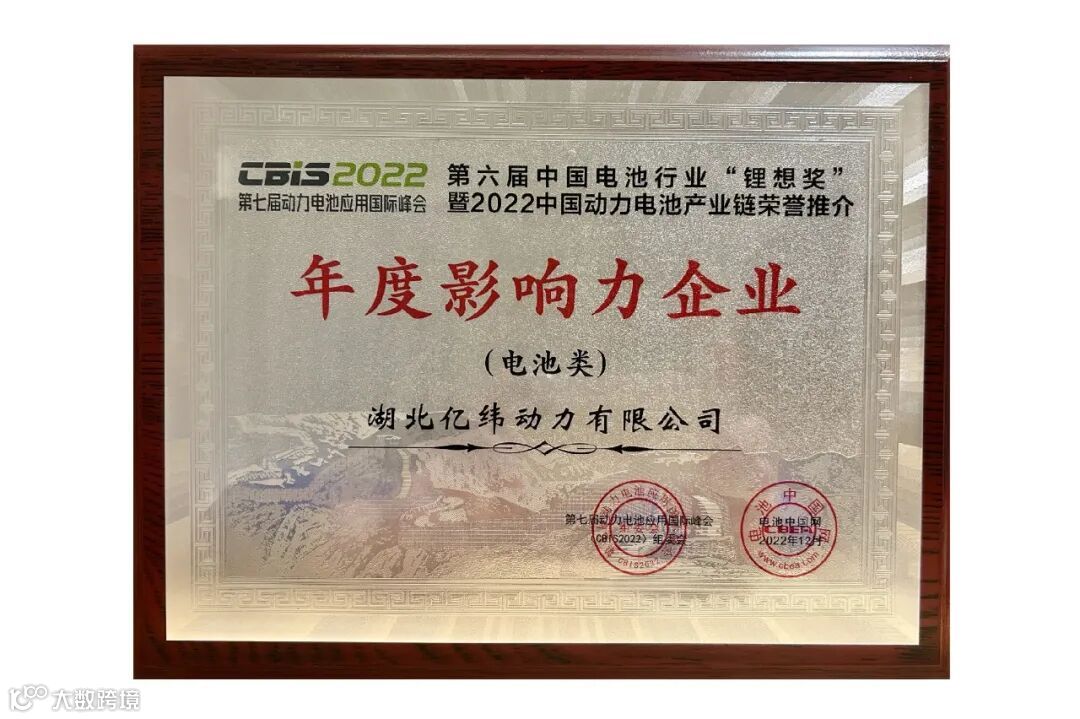 CBiS2022
第七届动力电池应用国际峰会
第六届中国电池行业“锂想奖”
暨2022中国动力电池产业链荣誉推介
年度影响力企业
(电池类)
湖北亿纬动力有限公司
第七届动力电池应用国际峰会
(CBIS2022) 组委会
电池中国网
CBEA
2022年12月
www.cbea.com
大数跨境